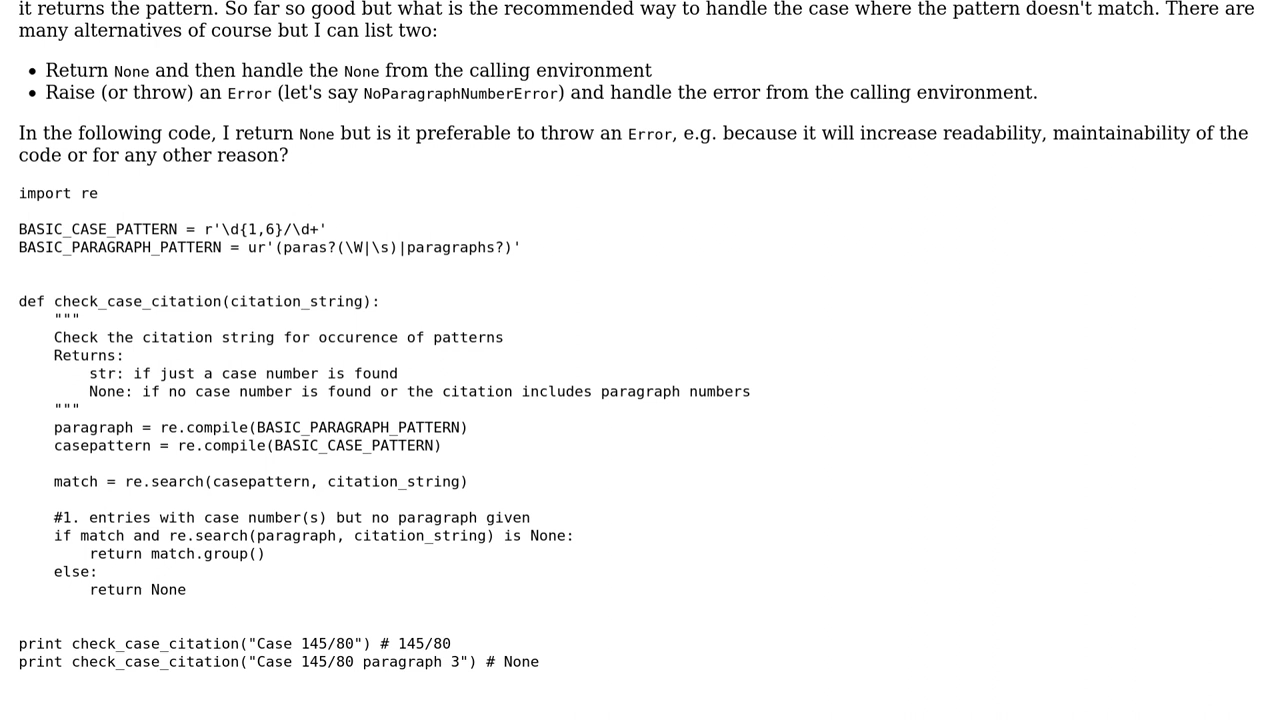 it returns the pattern. So far so good but what is the recommended way to handle the case where the pattern doesn't match. There are
many alternatives of course but I can list two:
• Return None and then handle the None from the calling environment
• Raise (or throw) an Error (let's say NoParagraphNumberError) and handle the error from the calling environment.
In the following code, I return None but is it preferable to throw an Error, e.g. because it will increase readability, maintainability of the
code or for any other reason?
import re
BASIC_CASE_PATTERN = r'\d{1,6}/\d+'
BASIC_PARAGRAPH_PATTERN = ur'(paras?(\W|\s)|paragraphs?)'
def check_case_citation(citation_string):
    """
    Check the citation string for occurence of patterns
    Returns:
        str: if just a case number is found
        None: if no case number is found or the citation includes paragraph numbers
    """
    paragraph = re.compile(BASIC_PARAGRAPH_PATTERN)
    casepattern = re.compile(BASIC_CASE_PATTERN)
    match = re.search(casepattern, citation_string)
    #1. entries with case number(s) but no paragraph given
    if match and re.search(paragraph, citation_string) is None:
        return match.group()
    else:
        return None
print check_case_citation("Case 145/80") # 145/80
print check_case_citation("Case 145/80 paragraph 3") # None